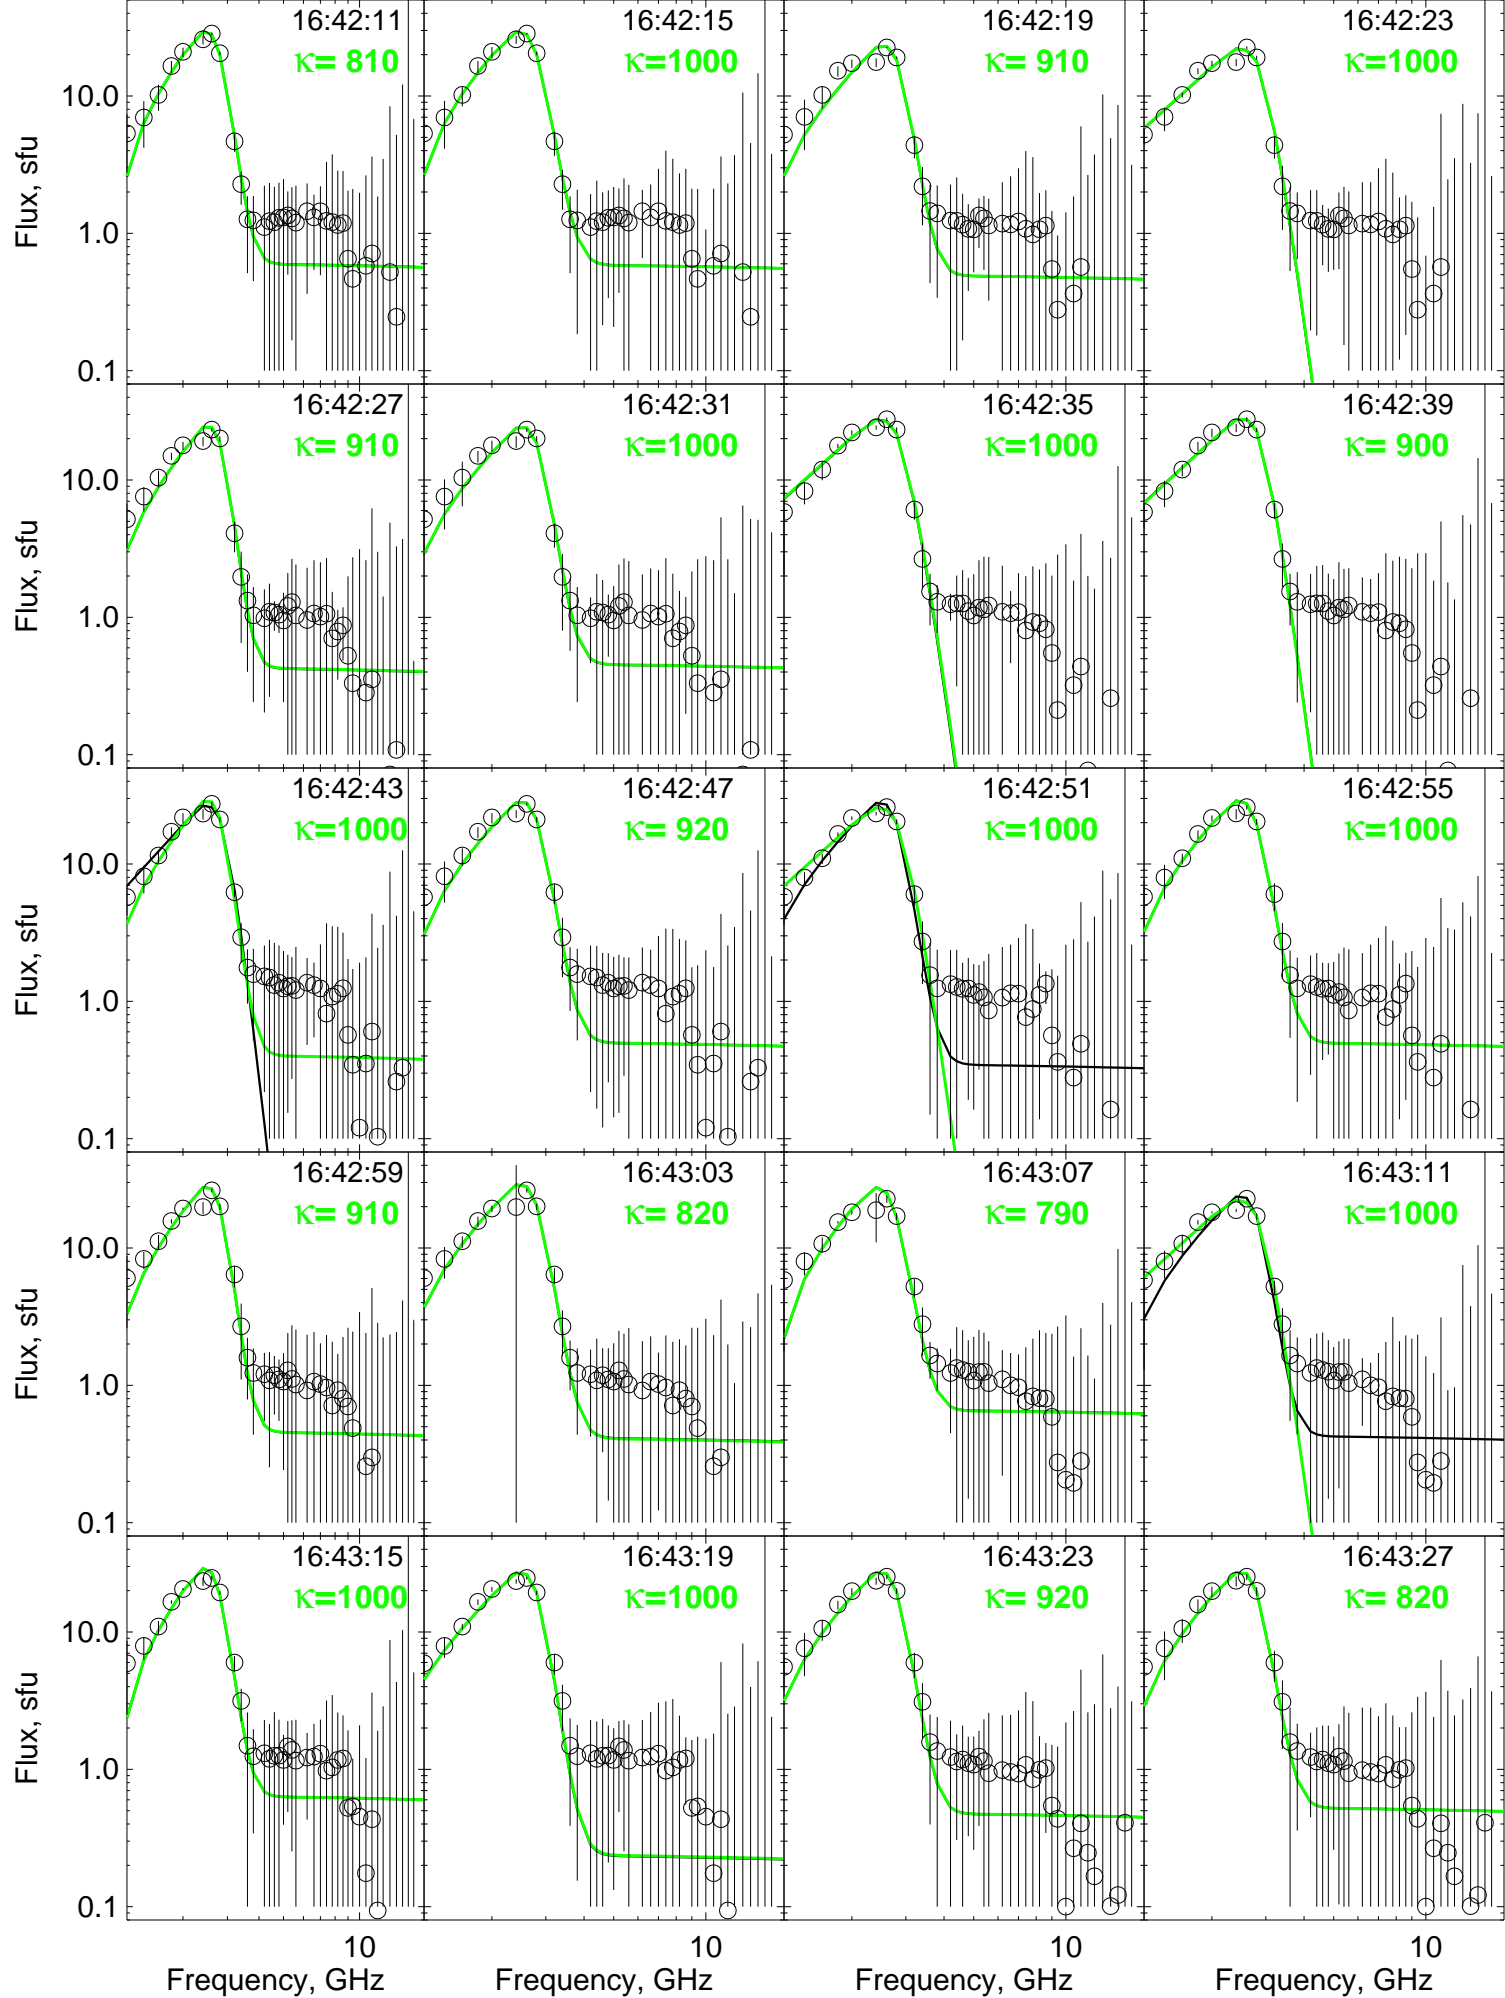 16:42:11 16:42:15 16:42:19 16:42:23
κ= 810 κ=1000 κ= 910 κ=1000
10.0
Flux, sfu
1.0
0.1
16:42:27 16:42:31 16:42:35 16:42:39
κ= 910 κ=1000 κ=1000 κ= 900
10.0
Flux, sfu
1.0
0.1
16:42:43 16:42:47 16:42:51 16:42:55
κ=1000 κ= 920 κ=1000 κ=1000
10.0
Flux, sfu
1.0
0.1
16:42:59 16:43:03 16:43:07 16:43:11
κ= 910 κ= 820 κ= 790 κ=1000
10.0
Flux, sfu
1.0
0.1
16:43:15 16:43:19 16:43:23 16:43:27
κ=1000 κ=1000 κ= 920 κ= 820
10.0
Flux, sfu
1.0
0.1
10 10 10 10
Frequency, GHz Frequency, GHz Frequency, GHz Frequency, GHz